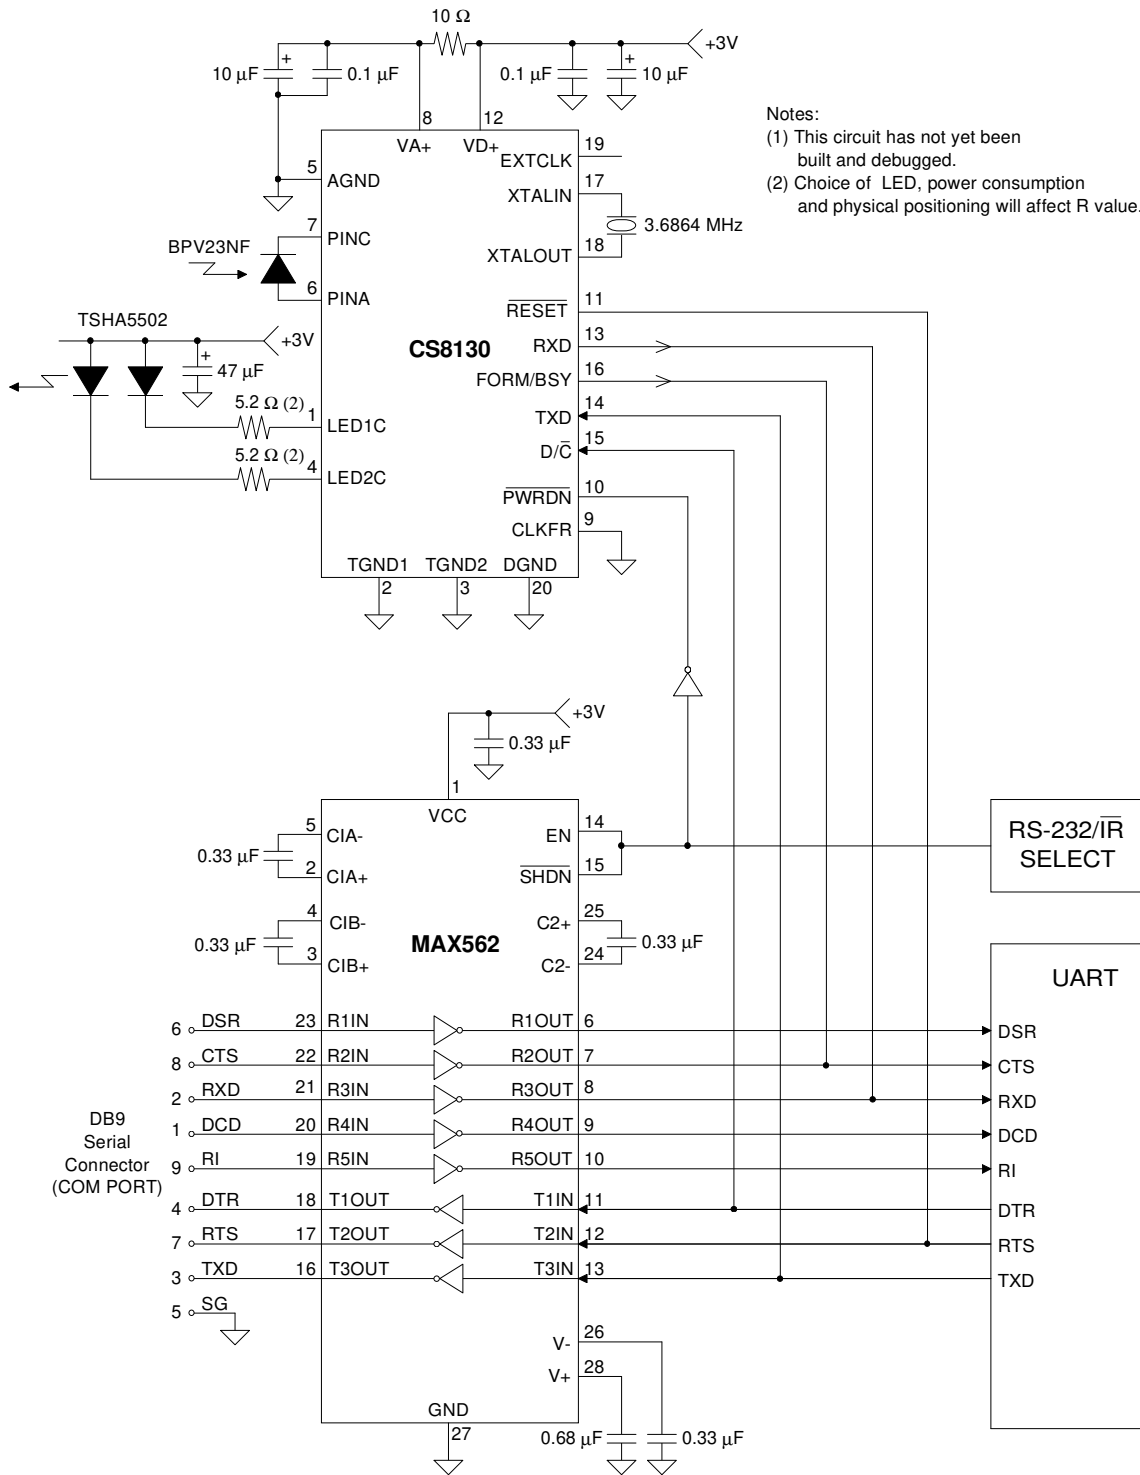 10 Ω
+3V
10 µF
+
0.1 µF
0.1 µF
+
10 µF
8
12
VA+
VD+
Notes:
(1) This circuit has not yet been
built and debugged.
(2) Choice of LED, power consumption
and physical positioning will affect R value.
5
AGND
19
EXTCLK
17
XTALIN
3.6864 MHz
18
XTALOUT
7
PINC
BPV23NF
6
PINA
11
RESET
TSHA5502
+3V
+
47 µF
CS8130
13
RXD
16
FORM/BSY
14
TXD
15
D/C
5.2 Ω (2)
1
LED1C
5.2 Ω (2)
4
LED2C
10
PWRDN
9
CLKFR
TGND1
TGND2
DGND
2
3
20
+3V
0.33 µF
1
VCC
5
CIA-
0.33 µF
2
CIA+
14
EN
15
SHDN
RS-232/IR
SELECT
4
CIB-
0.33 µF
3
CIB+
MAX562
25
C2+
0.33 µF
24
C2-
UART
6 DSR 23 R1IN R1OUT 6 DSR
8 CTS 22 R2IN R2OUT 7 CTS
2 RXD 21 R3IN R3OUT 8 RXD
1 DCD 20 R4IN R4OUT 9 DCD
9 RI 19 R5IN R5OUT 10 RI
4 DTR 18 T1OUT T1IN 11 DTR
7 RTS 17 T2OUT T2IN 12 RTS
3 TXD 16 T3OUT T3IN 13 TXD
5 SG
DB9
Serial
Connector
(COM PORT)
26
V-
28
V+
GND
27
0.68 µF
0.33 µF